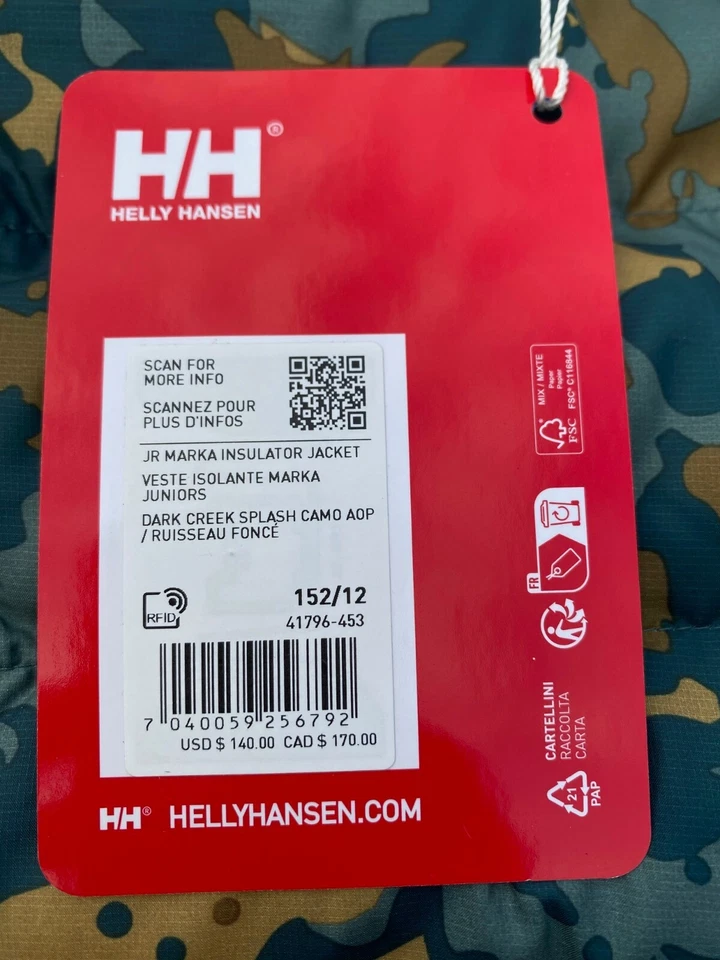 HH®
HELLY HANSEN
SCAN FOR
MORE INFO
SCANNEZ POUR
PLUS D'INFOS
JR MARKA INSULATOR JACKET
VESTE ISOLANTE MARKA
JUNIORS
DARK CREEK SPLASH CAMO AOP
/ RUISSEAU FONCÉ
RFID
152/12
41796-453
7 040059 256792
USD $ 140.00 CAD $ 170.00
HH® HELLYHANSEN.COM
MIX / MIXTE
Paper
Papier
FSC® C116844
FSC
FR
CARTELLINI
RACCOLTA
CARTA
21
PAP